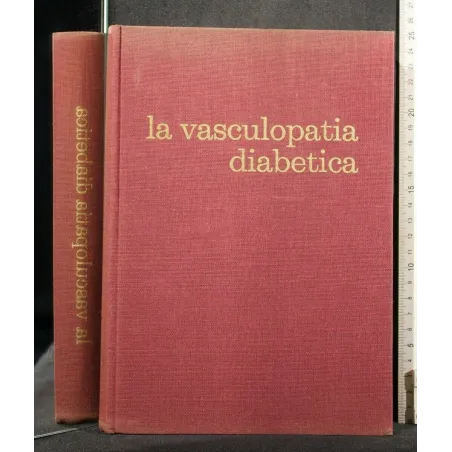 la vasculopatia
diabetica
la vasculopatia diabetica